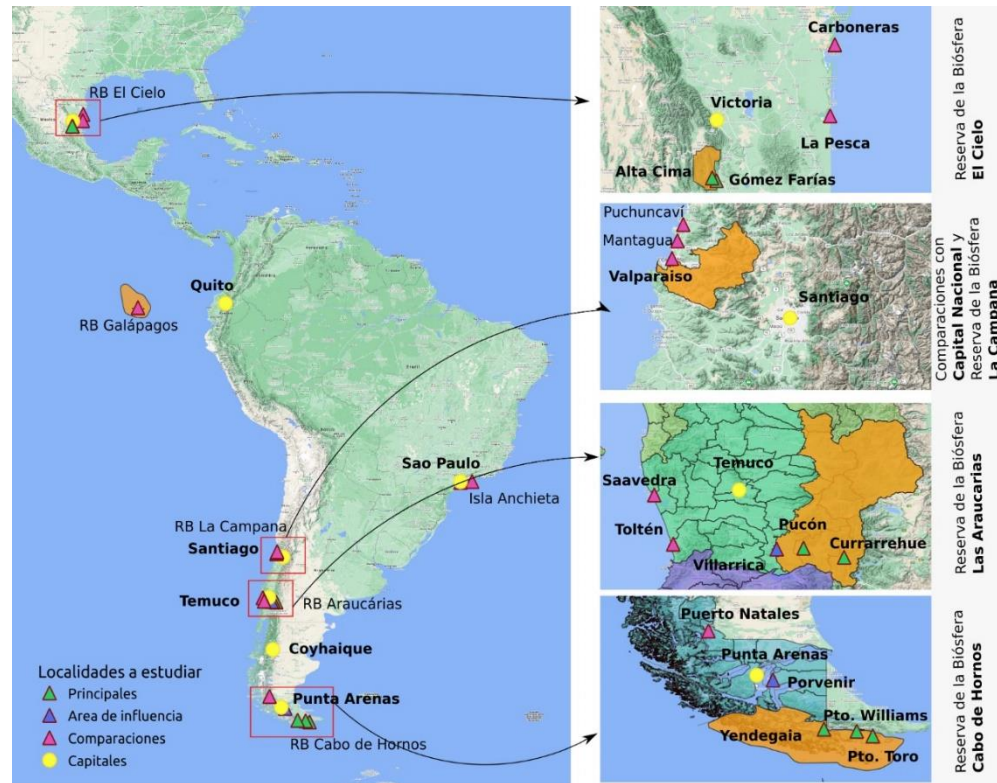 RB El Cielo
Quito
RB Galápagos
Sao Paulo
Isla Anchieta
RB La Campana
Santiago
Temuco
RB Araucárias
Coyhaique
Punta Arenas
RB Cabo de Hornos
Localidades a estudiar
Principales
Area de influencia
Comparaciones
Capitales
Carboneras
Victoria
La Pesca
Alta Cima
Gómez Farías
Reserva de la Biósfera
El Cielo
Puchuncaví
Mantagua
Valparaiso
Santiago
Comparaciones con
Capital Nacional y
Reserva de la Biósfera
La Campana
Temuco
Saavedra
Toltén
Pucón
Currarrehue
Villarrica
Reserva de la Biósfera
Las Araucarias
Puerto Natales
Punta Arenas
Porvenir
Pto. Williams
Yendegaia
Pto. Toro
Reserva de la Biósfera
Cabo de Hornos